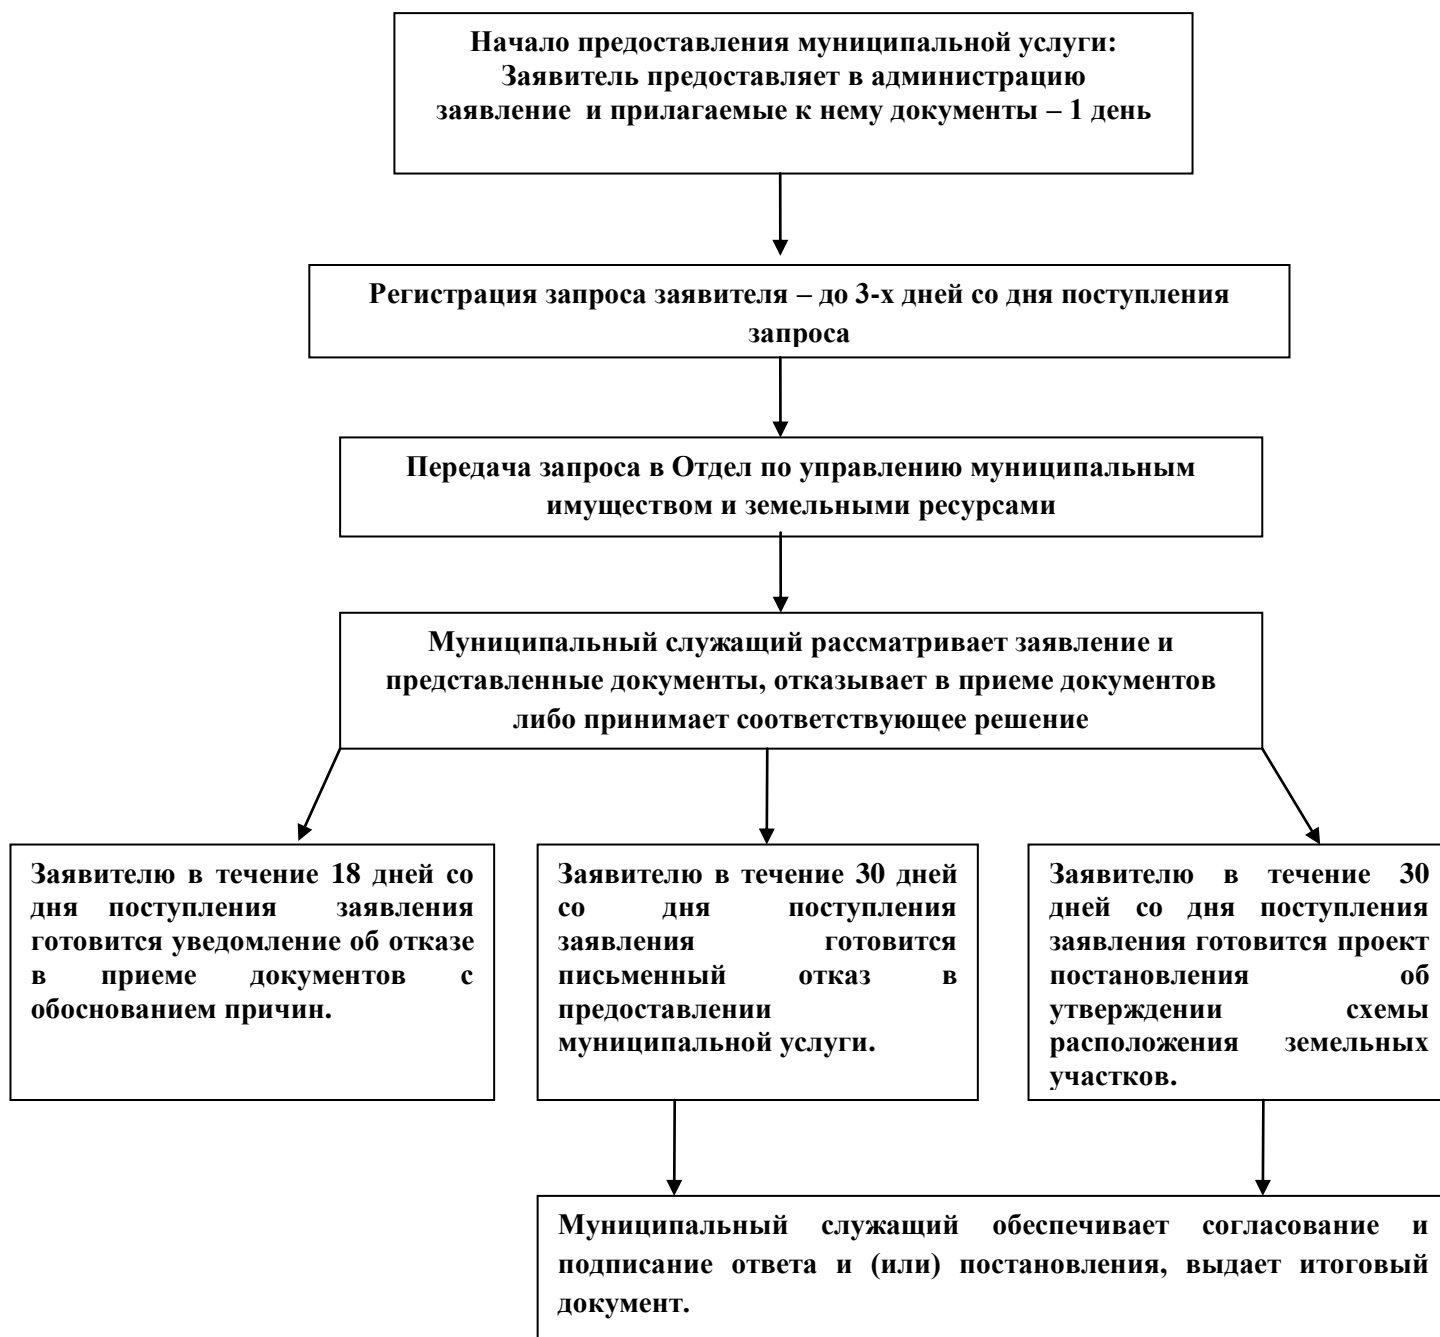 Начало предоставления муниципальной услуги:
Заявитель предоставляет в администрацию
заявление и прилагаемые к нему документы – 1 день
Регистрация запроса заявителя – до 3-х дней со дня поступления
запроса
Передача запроса в Отдел по управлению муниципальным
имуществом и земельными ресурсами
Муниципальный служащий рассматривает заявление и
представленные документы, отказывает в приеме документов
либо принимает соответствующее решение
Заявителю в течение 18 дней со
дня поступления заявления
готовится уведомление об отказе
в приеме документов с
обоснованием причин.
Заявителю в течение 30 дней
со дня поступления
заявления готовится
письменный отказ в
предоставлении
муниципальной услуги.
Заявителю в течение 30
дней со дня поступления
заявления готовится проект
постановления об
утверждении схемы
расположения земельных
участков.
Муниципальный служащий обеспечивает согласование и
подписание ответа и (или) постановления, выдает итоговый
документ.